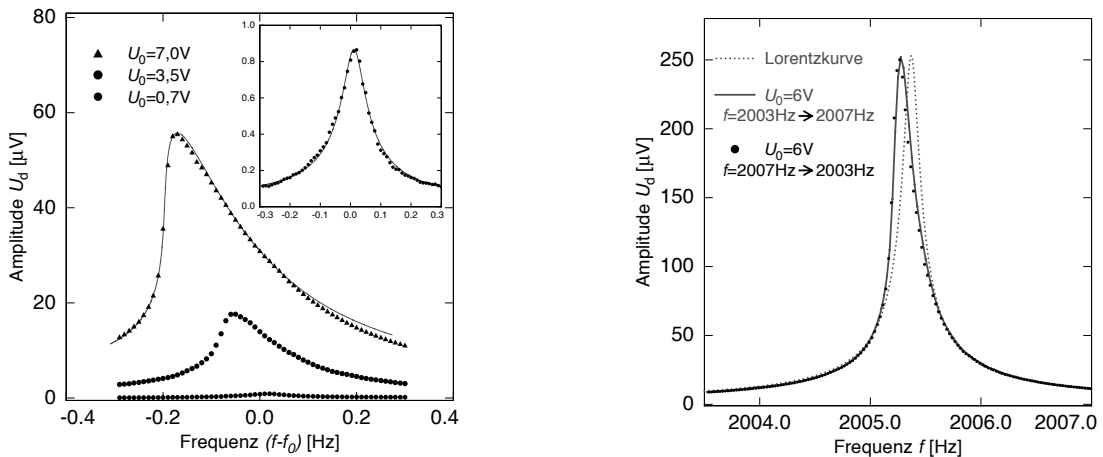 80
60
40
20
0
-0.4
-0.2
0.0
0.2
0.4
Amplitude U_d [µV]
Frequenz (f-f_0) [Hz]
U_0=7,0V
U_0=3,5V
U_0=0,7V
1.0
0.8
0.6
0.4
0.2
0.0
-0.3
-0.2
-0.1
0.0
0.1
0.2
0.3
250
200
150
100
50
0
2004.0
2005.0
2006.0
2007.0
Amplitude U_d [µV]
Frequenz f [Hz]
Lorentzkurve
U_0=6V
f=2003Hz→2007Hz
U_0=6V
f=2007Hz→2003Hz